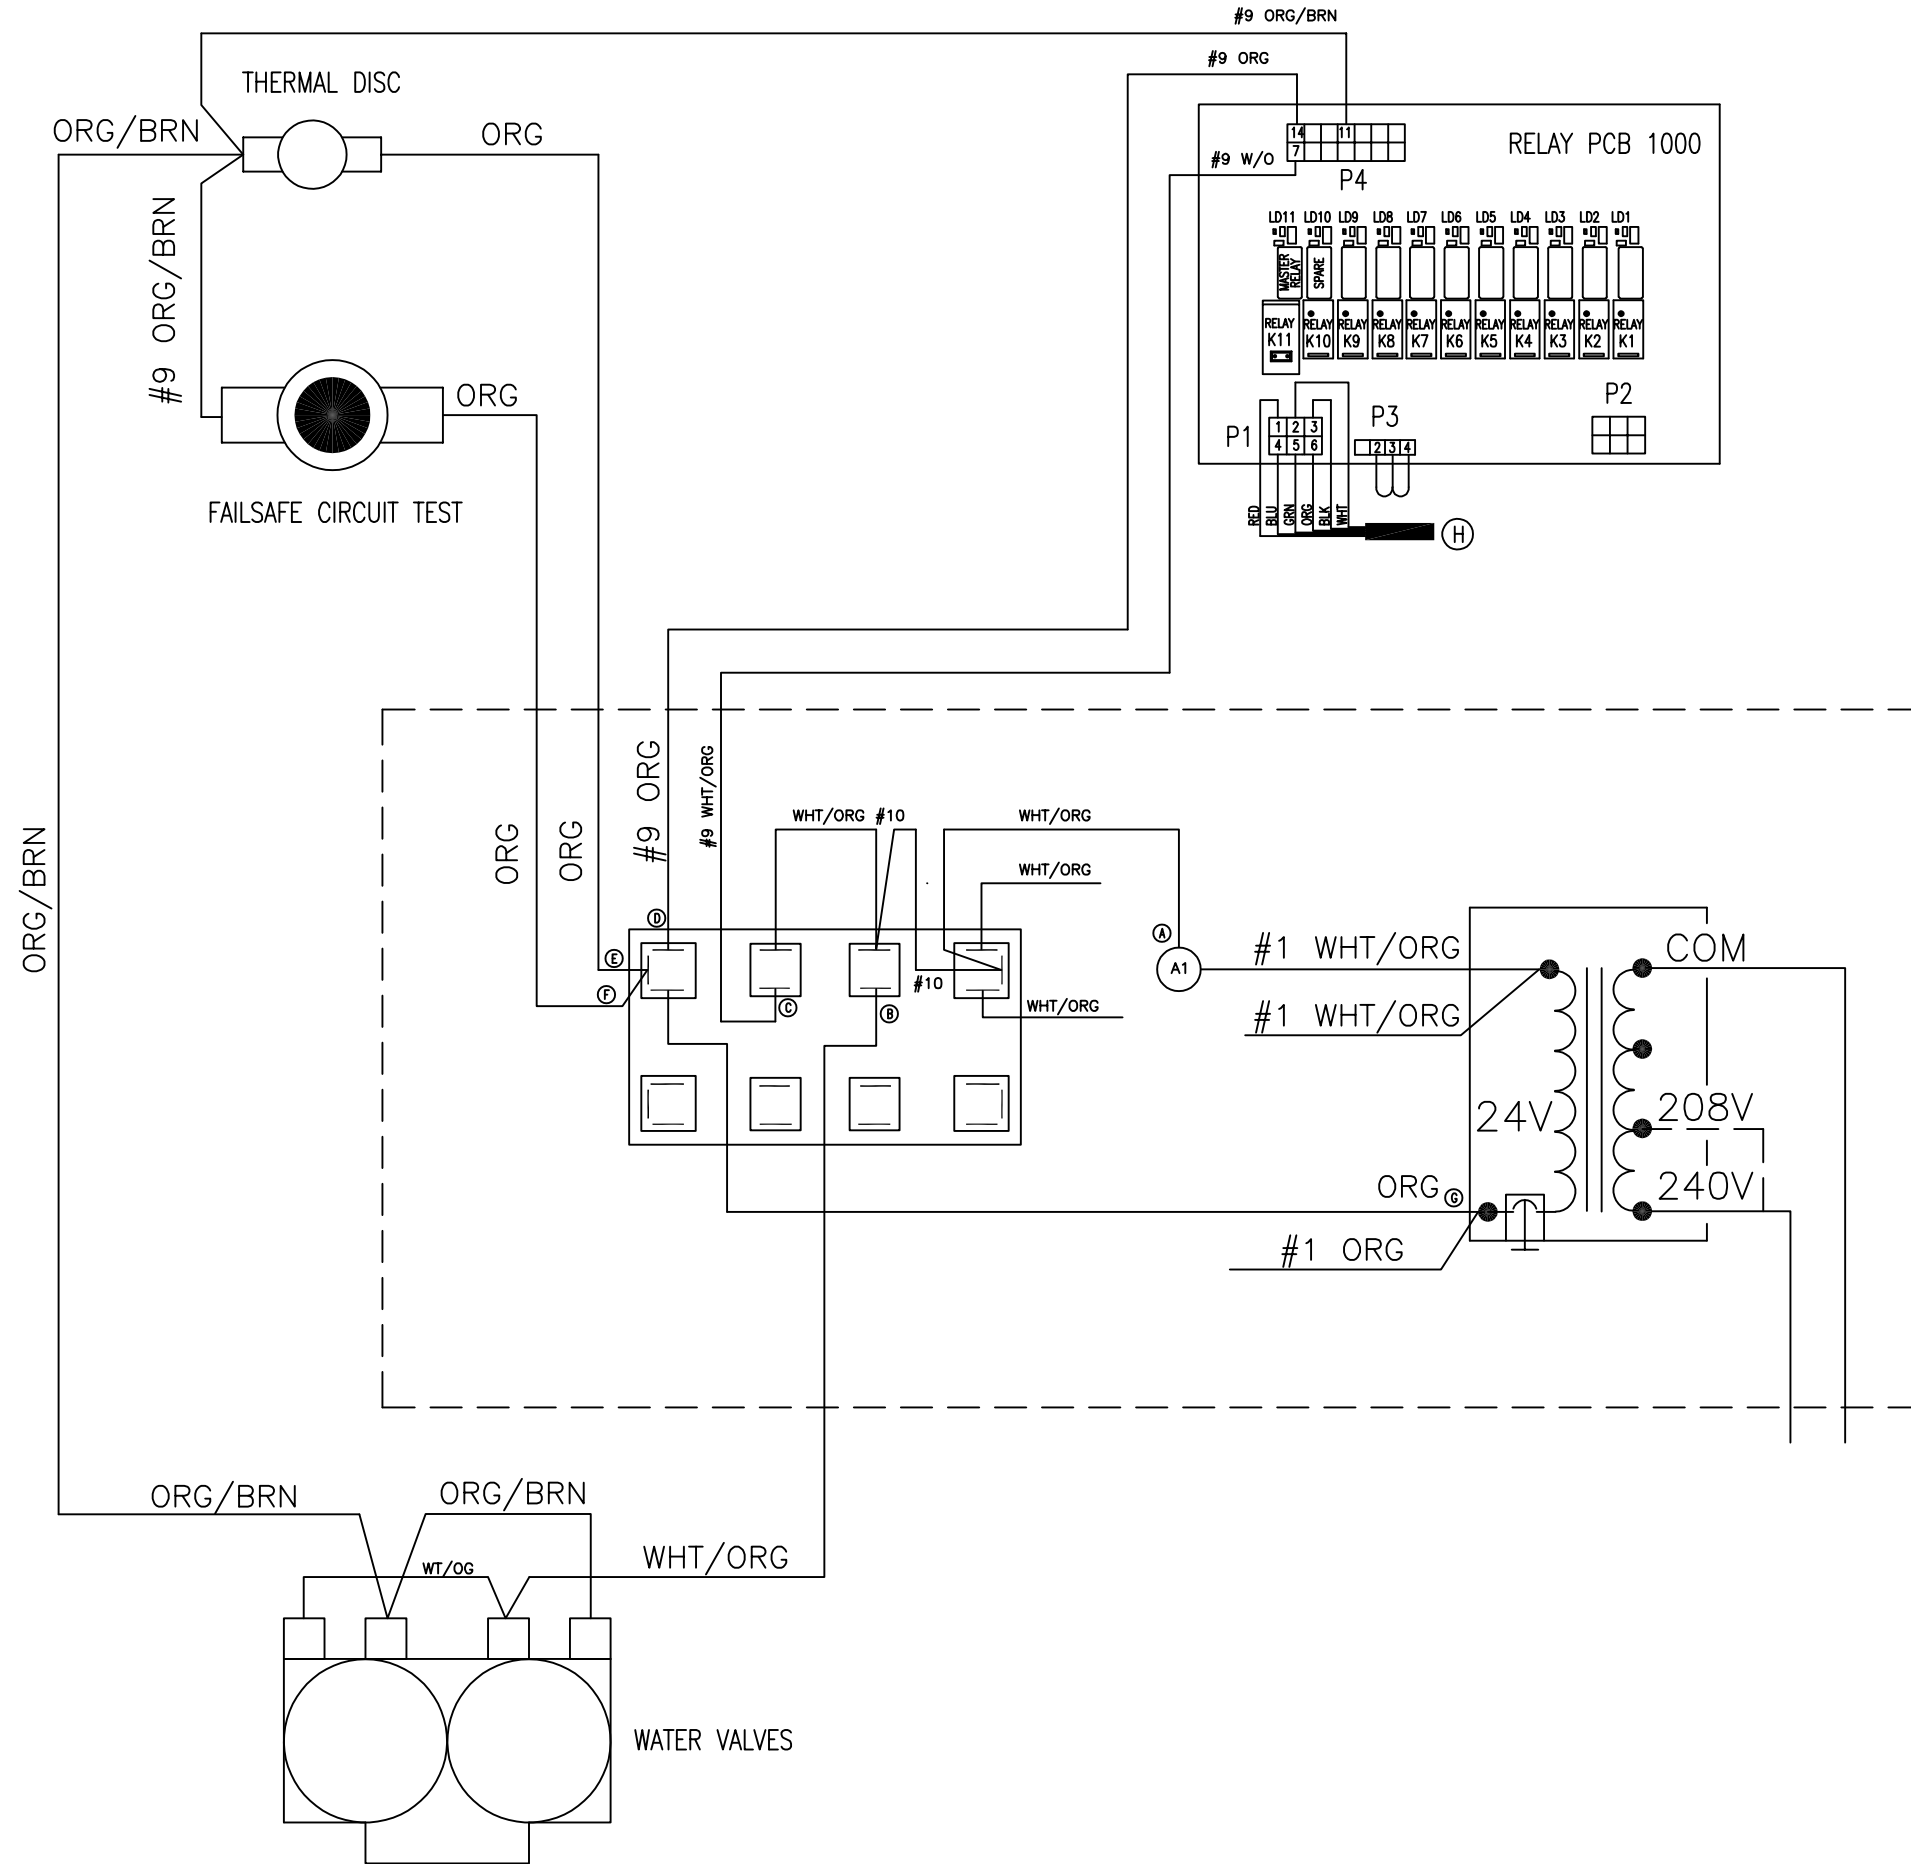 #9 ORG/BRN
#9 ORG
THERMAL DISC
ORG/BRN
ORG
14 11
7
RELAY PCB 1000
#9 W/O
P4
#9 ORG/BRN
LD11 LD10 LD9 LD8 LD7 LD6 LD5 LD4 LD3 LD2 LD1
MASTER RELAY
SPARE
RELAY RELAY RELAY RELAY RELAY RELAY RELAY RELAY RELAY RELAY RELAY
K11 K10 K9 K8 K7 K6 K5 K4 K3 K2 K1
ORG
P2
P3
P1
1 2 3
4 5 6
2 3 4
FAILSAFE CIRCUIT TEST
RED
BLU
GRN
ORG
BLK
WHT
H
#9 ORG
#9 WHT/ORG
WHT/ORG #10
WHT/ORG
ORG
ORG
ORG/BRN
WHT/ORG
D
A
E
A1
#1 WHT/ORG
COM
F
#10
C
B
WHT/ORG
#1 WHT/ORG
24V
208V
240V
ORG
G
#1 ORG
ORG/BRN
ORG/BRN
WT/OG
WHT/ORG
WATER VALVES